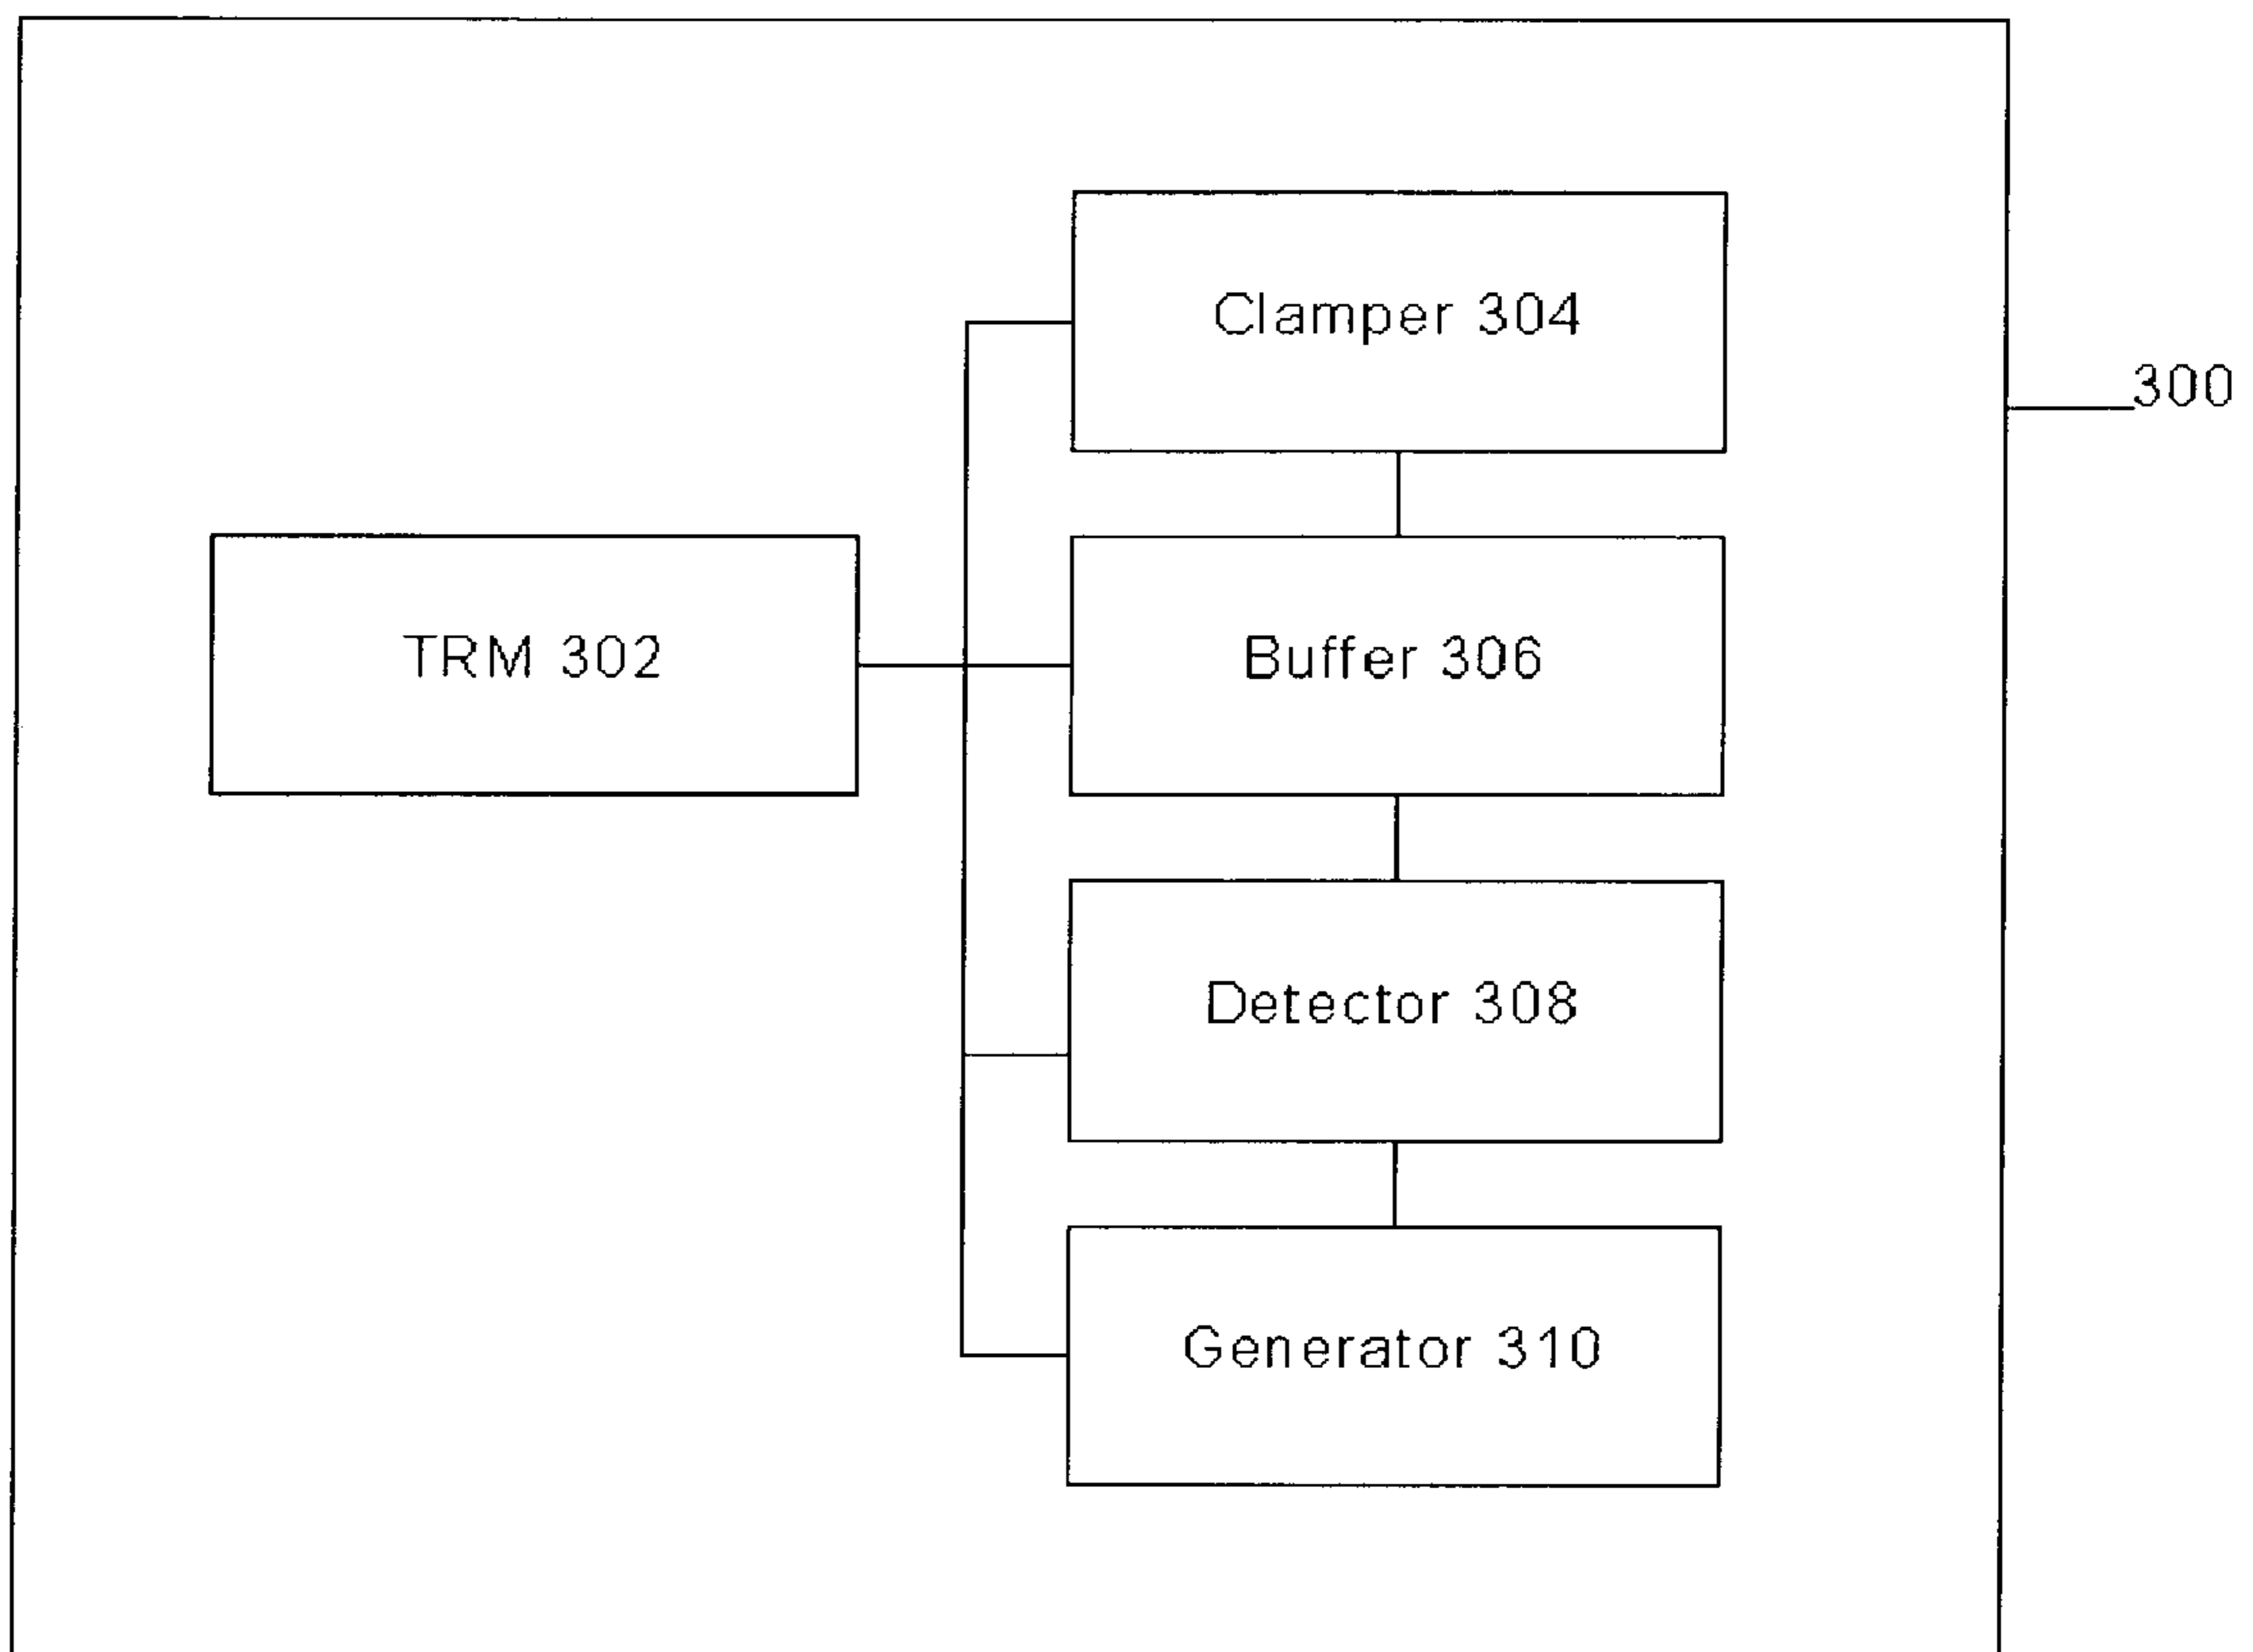 Clamper 304
300
TRM 302
Buffer 306
Detector 308
Generator 310